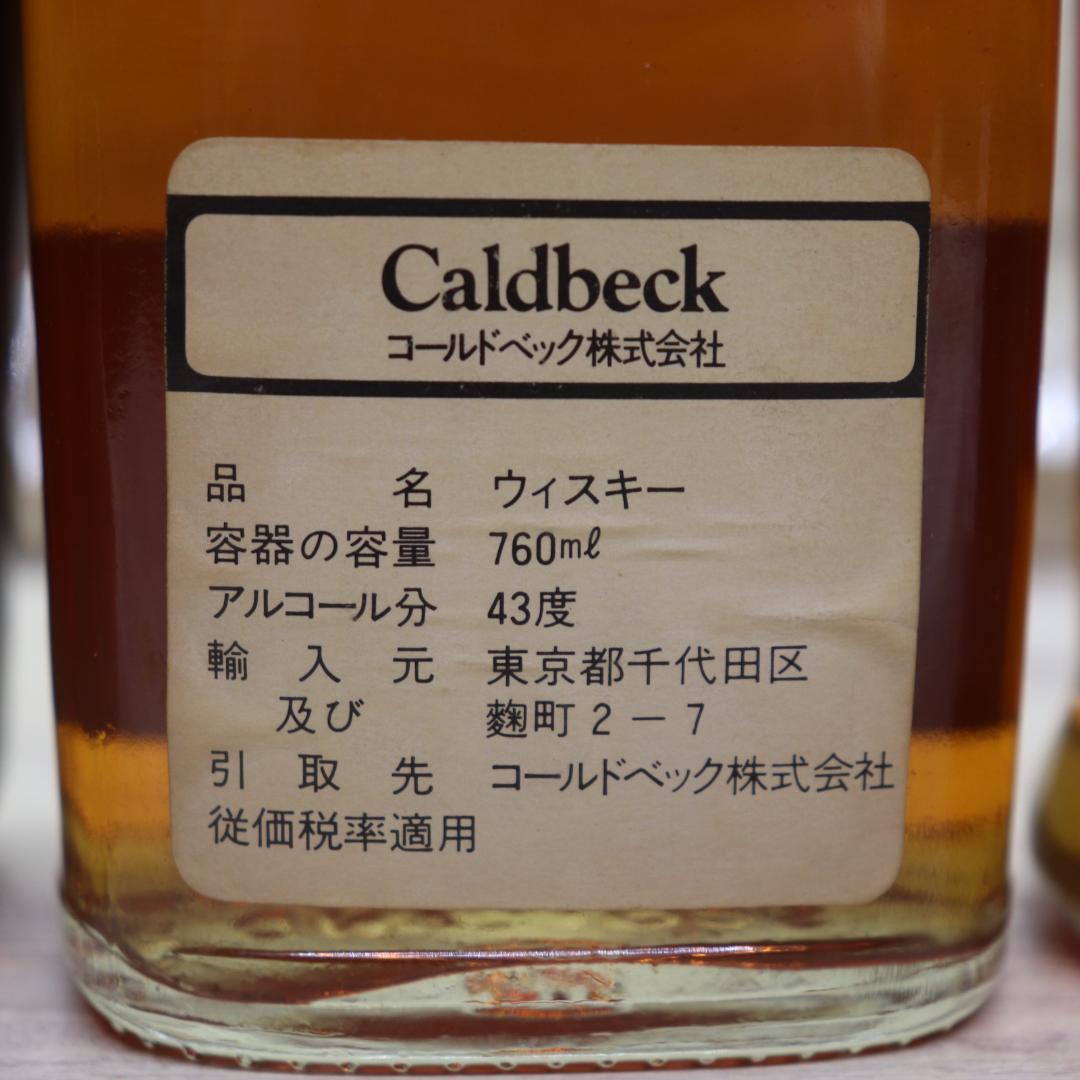 Caldbeck
コールドベック株式会社
品名 ウィスキー
容器の容量 760mℓ
アルコール分 43度
輸入元 東京都千代田区
及び 麴町2-7
引取先 コールドベック株式会社
従価税率適用